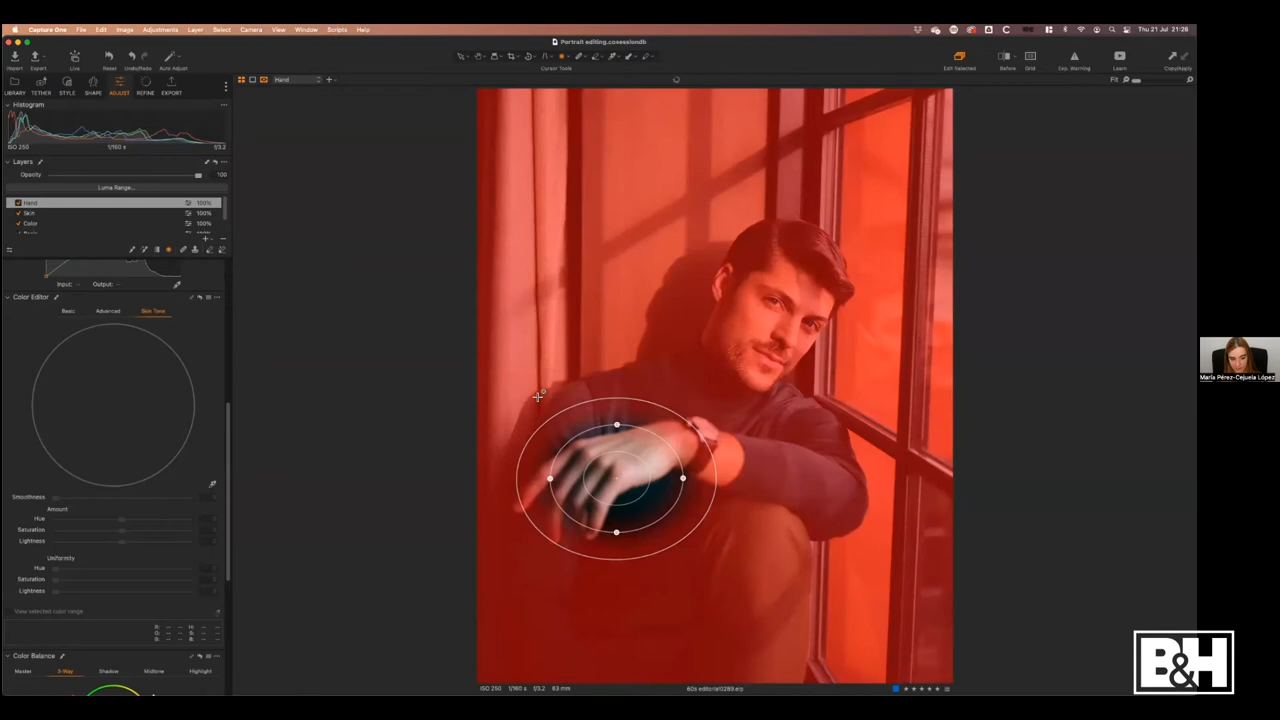 Capture One File Edit Image Adjustments Layer Select Camera View Window Scripts Help
Thu 21 Jul 21:26
Portrait editing.cosessiondb
Import Export Live Reset Undo/Redo Auto Adjust
Cursor Tools
Edit Selected Before Grid Exp. Warning Learn Copy/Apply
Hand
Fit
LIBRARY TETHER STYLE SHAPE ADJUST REFINE EXPORT
Histogram
ISO 250 1/160 s f/3.2
Layers
Opacity 100
Luma Range...
Hand 100%
Skin 100%
Color 100%
Input: -- Output: --
Color Editor
Basic Advanced Skin Tone
Smoothness
Amount
Hue
Saturation
Lightness
Uniformity
Hue
Saturation
Lightness
View selected color range
R: -- -- H: -- --
G: -- -- S: -- --
B: -- -- B: -- --
Color Balance
Master 3-Way Shadow Midtone Highlight
ISO 250 1/160 s f/3.2 63 mm
60s editorial0289.eip
María Pérez-Cejuela López
B&H